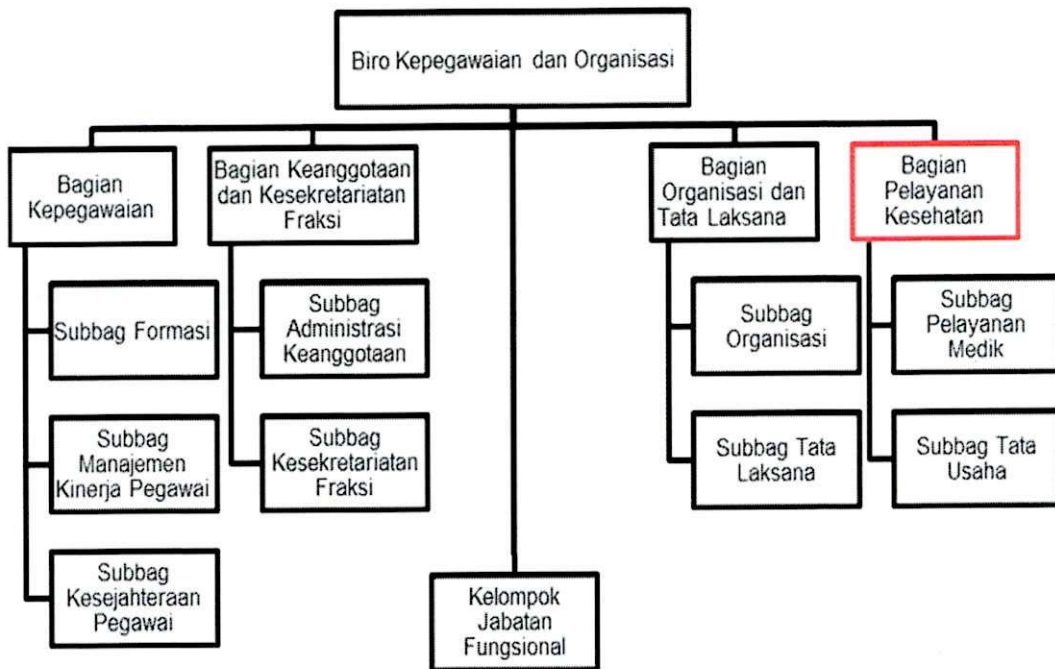 Biro Kepegawaian dan Organisasi
Bagian
Kepegawaian
Bagian Keanggotaan
dan Kesekretariatan
Fraksi
Bagian
Organisasi dan
Tata Laksana
Bagian
Pelayanan
Kesehatan
Subbag Formasi
Subbag
Administrasi
Keanggotaan
Subbag
Organisasi
Subbag
Pelayanan
Medik
Subbag
Manajemen
Kinerja Pegawai
Subbag
Kesekretariatan
Fraksi
Subbag Tata
Laksana
Subbag Tata
Usaha
Subbag
Kesejahteraan
Pegawai
Kelompok
Jabatan
Fungsional